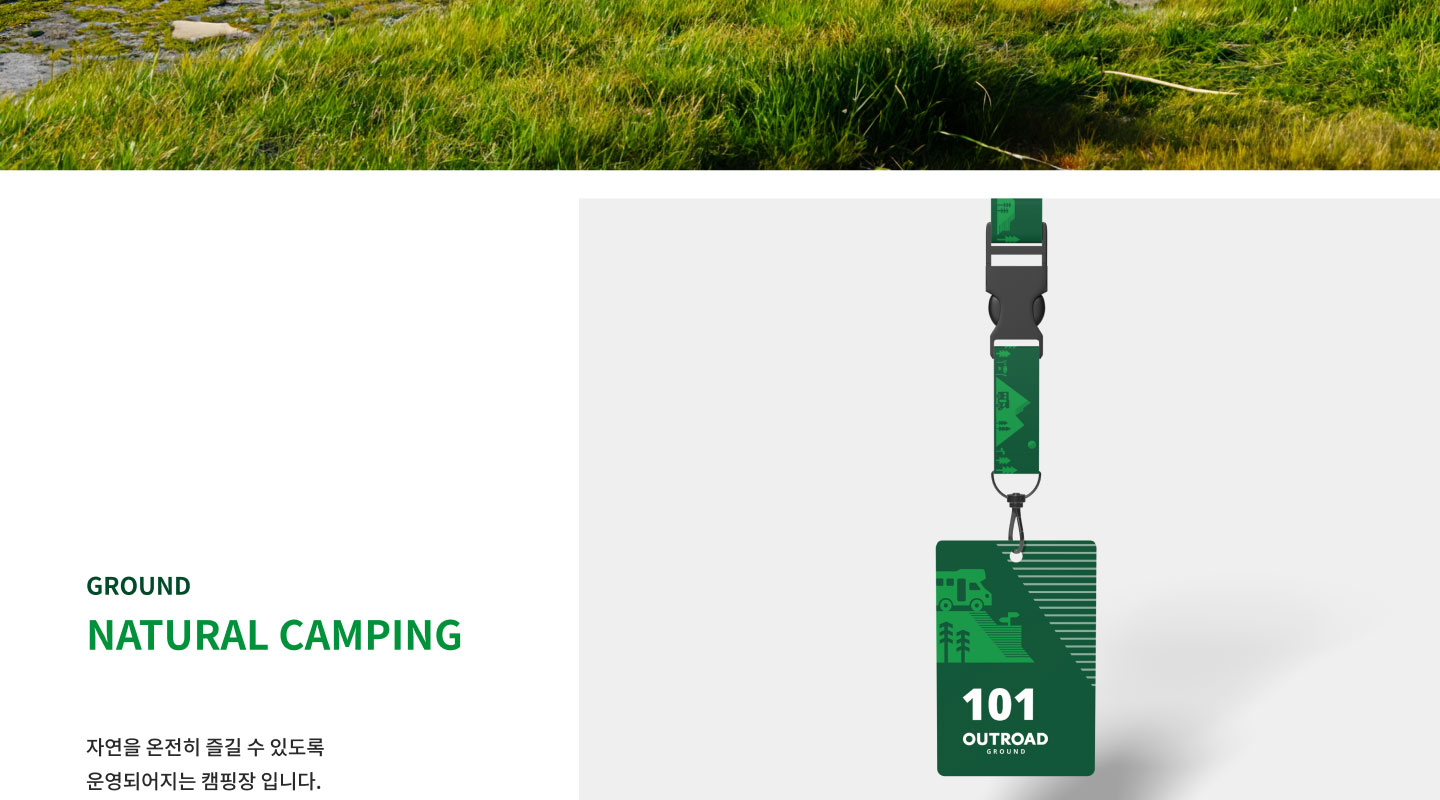 GROUND
NATURAL CAMPING
자연을 온전히 즐길 수 있도록
운영되어지는 캠핑장 입니다.
101
OUTROAD
GROUND